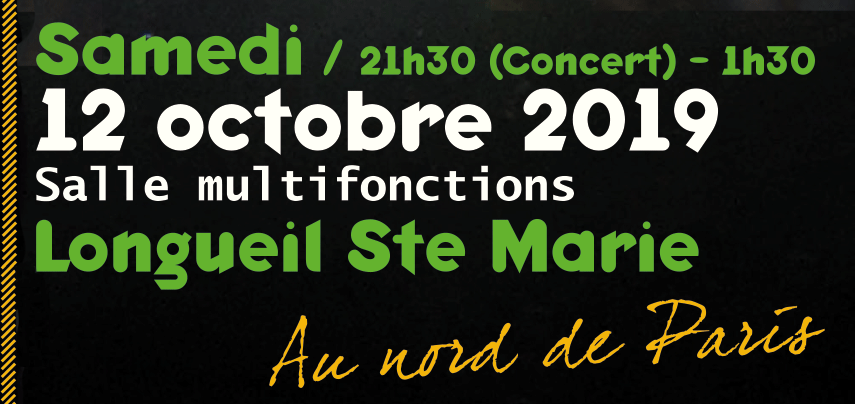 Samedi / 21h30 (Concert) - 1h30
12 octobre 2019
Salle multifonctions
Longueil Ste Marie
Au nord de Paris